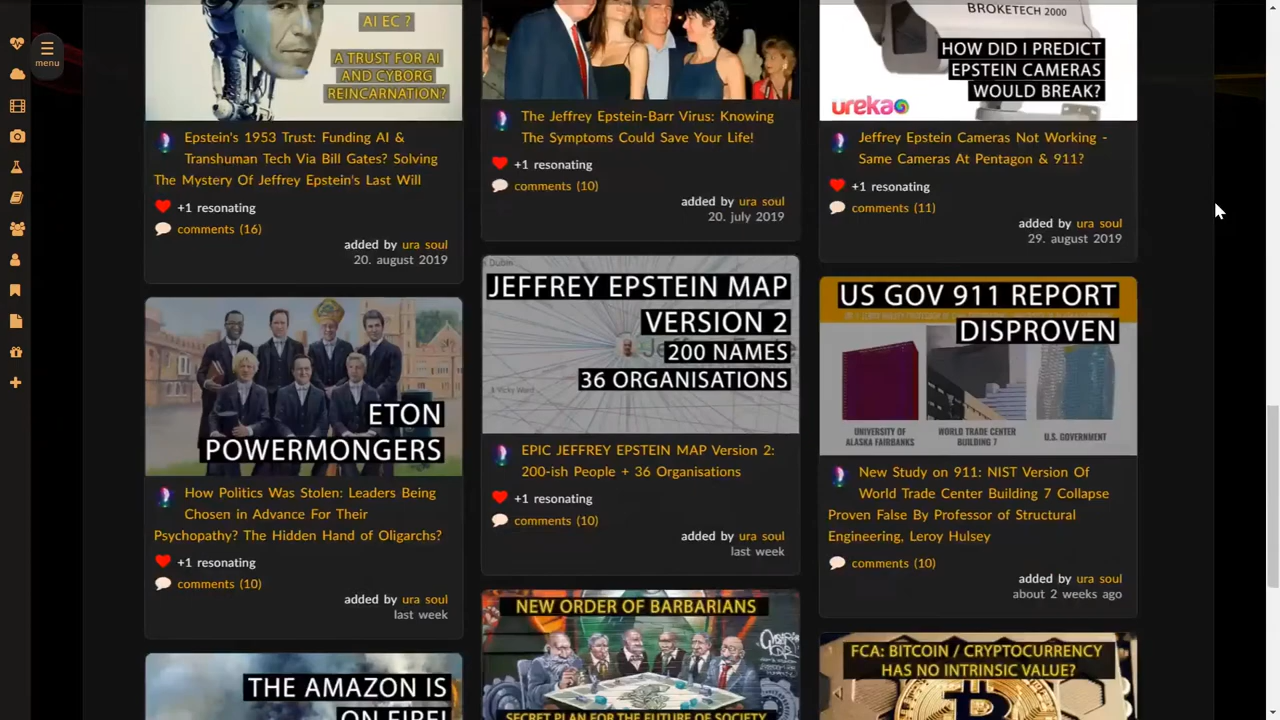 menu
AI EC ?
A TRUST FOR AI
AND CYBORG
REINCARNATION?
Epstein's 1953 Trust: Funding AI &
Transhuman Tech Via Bill Gates? Solving
The Mystery Of Jeffrey Epstein's Last Will
+1 resonating
comments (16)
added by ura soul
20. august 2019
ETON
POWERMONGERS
How Politics Was Stolen: Leaders Being
Chosen in Advance For Their
Psychopathy? The Hidden Hand of Oligarchs?
+1 resonating
comments (10)
added by ura soul
last week
THE AMAZON IS
ON FIRE!
The Jeffrey Epstein-Barr Virus: Knowing
The Symptoms Could Save Your Life!
+1 resonating
comments (10)
added by ura soul
20. july 2019
JEFFREY EPSTEIN MAP
VERSION 2
200 NAMES
36 ORGANISATIONS
EPIC JEFFREY EPSTEIN MAP Version 2:
200-ish People + 36 Organisations
+1 resonating
comments (10)
added by ura soul
last week
NEW ORDER OF BARBARIANS
SECRET PLAN FOR THE FUTURE OF SOCIETY
BROKETECH 2000
HOW DID I PREDICT
EPSTEIN CAMERAS
WOULD BREAK?
ureka
Jeffrey Epstein Cameras Not Working -
Same Cameras At Pentagon & 911?
+1 resonating
comments (11)
added by ura soul
29. august 2019
US GOV 911 REPORT
DISPROVEN
UNIVERSITY OF
ALASKA FAIRBANKS
WORLD TRADE CENTER
BUILDING 7
U.S. GOVERNMENT
New Study on 911: NIST Version Of
World Trade Center Building 7 Collapse
Proven False By Professor of Structural
Engineering, Leroy Hulsey
comments (10)
added by ura soul
about 2 weeks ago
FCA: BITCOIN / CRYPTOCURRENCY
HAS NO INTRINSIC VALUE?